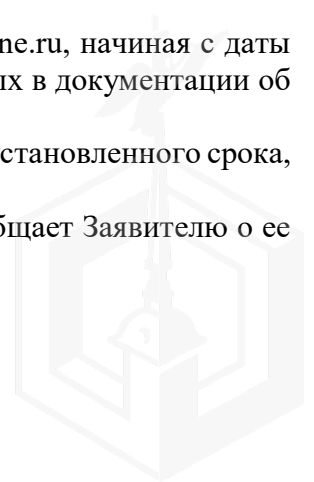 ne.ru, начиная с даты
ых в документации об
становленного срока,
бщает Заявителю о ее